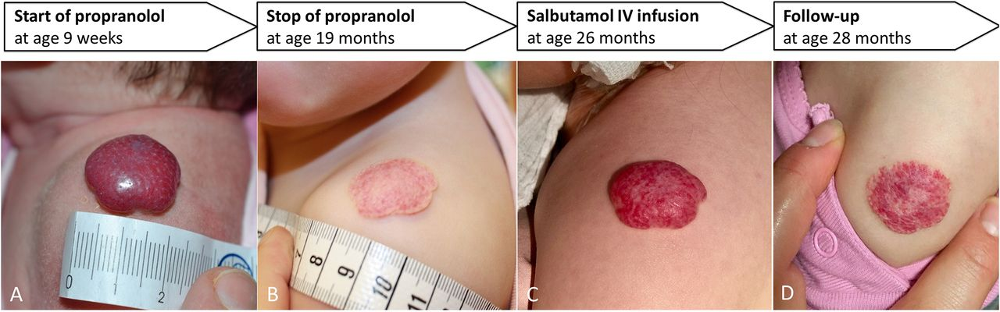 Start of propranolol
at age 9 weeks
Stop of propranolol
at age 19 months
Salbutamol IV infusion
at age 26 months
Follow-up
at age 28 months
A
0
1
2
B
7
8
9
10
11
C
D